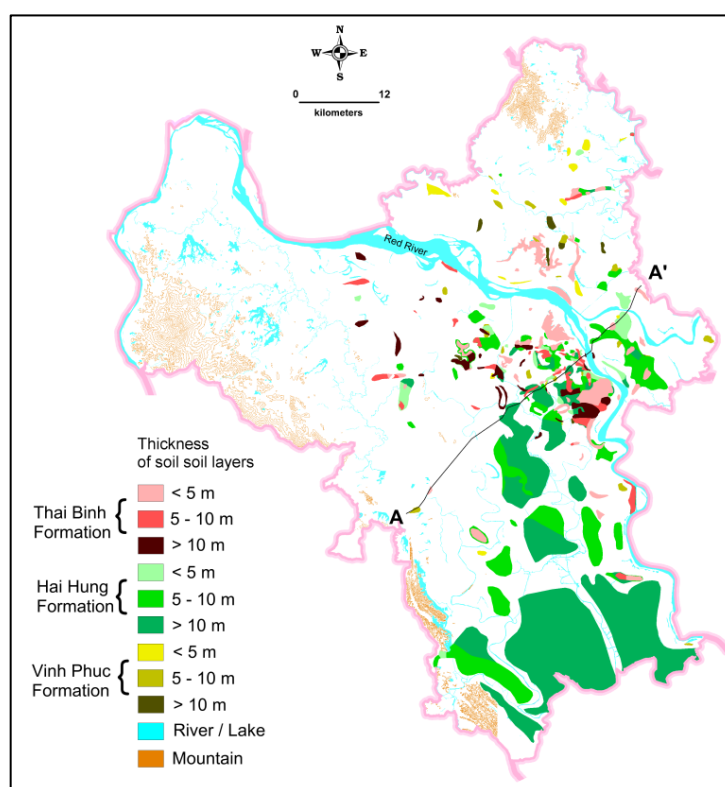 N
W E
S
0 12
kilometers
Red River
A'
A
Thickness
of soil soil layers
Thai Binh
Formation
< 5 m
5 - 10 m
> 10 m
Hai Hung
Formation
< 5 m
5 - 10 m
> 10 m
Vinh Phuc
Formation
< 5 m
5 - 10 m
> 10 m
River / Lake
Mountain